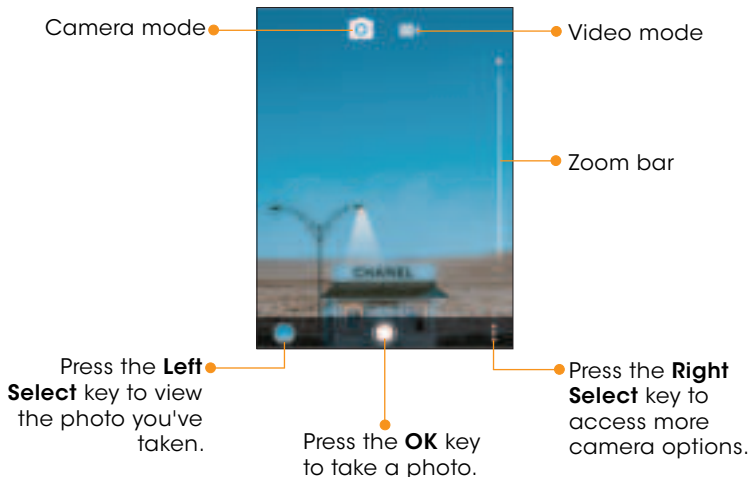 Camera mode
Video mode
Zoom bar
CHANEL
Press the Left
Select key to view
the photo you've
taken.
Press the OK key
to take a photo.
Press the Right
Select key to
access more
camera options.